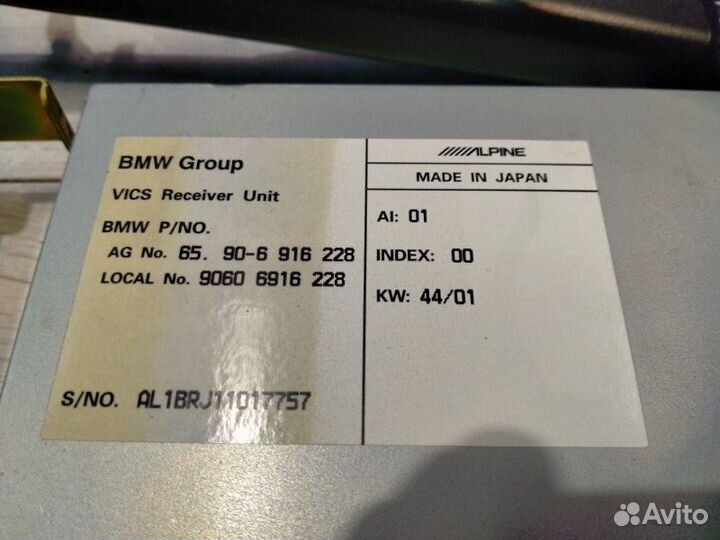 BMW Group
VICS Receiver Unit
BMW P/NO.
AG No. 65. 90-6 916 228
LOCAL No. 9060 6916 228
S/NO. AL1BRJ11017757
ALPINE
MADE IN JAPAN
AI: 01
INDEX: 00
KW: 44/01
Avito